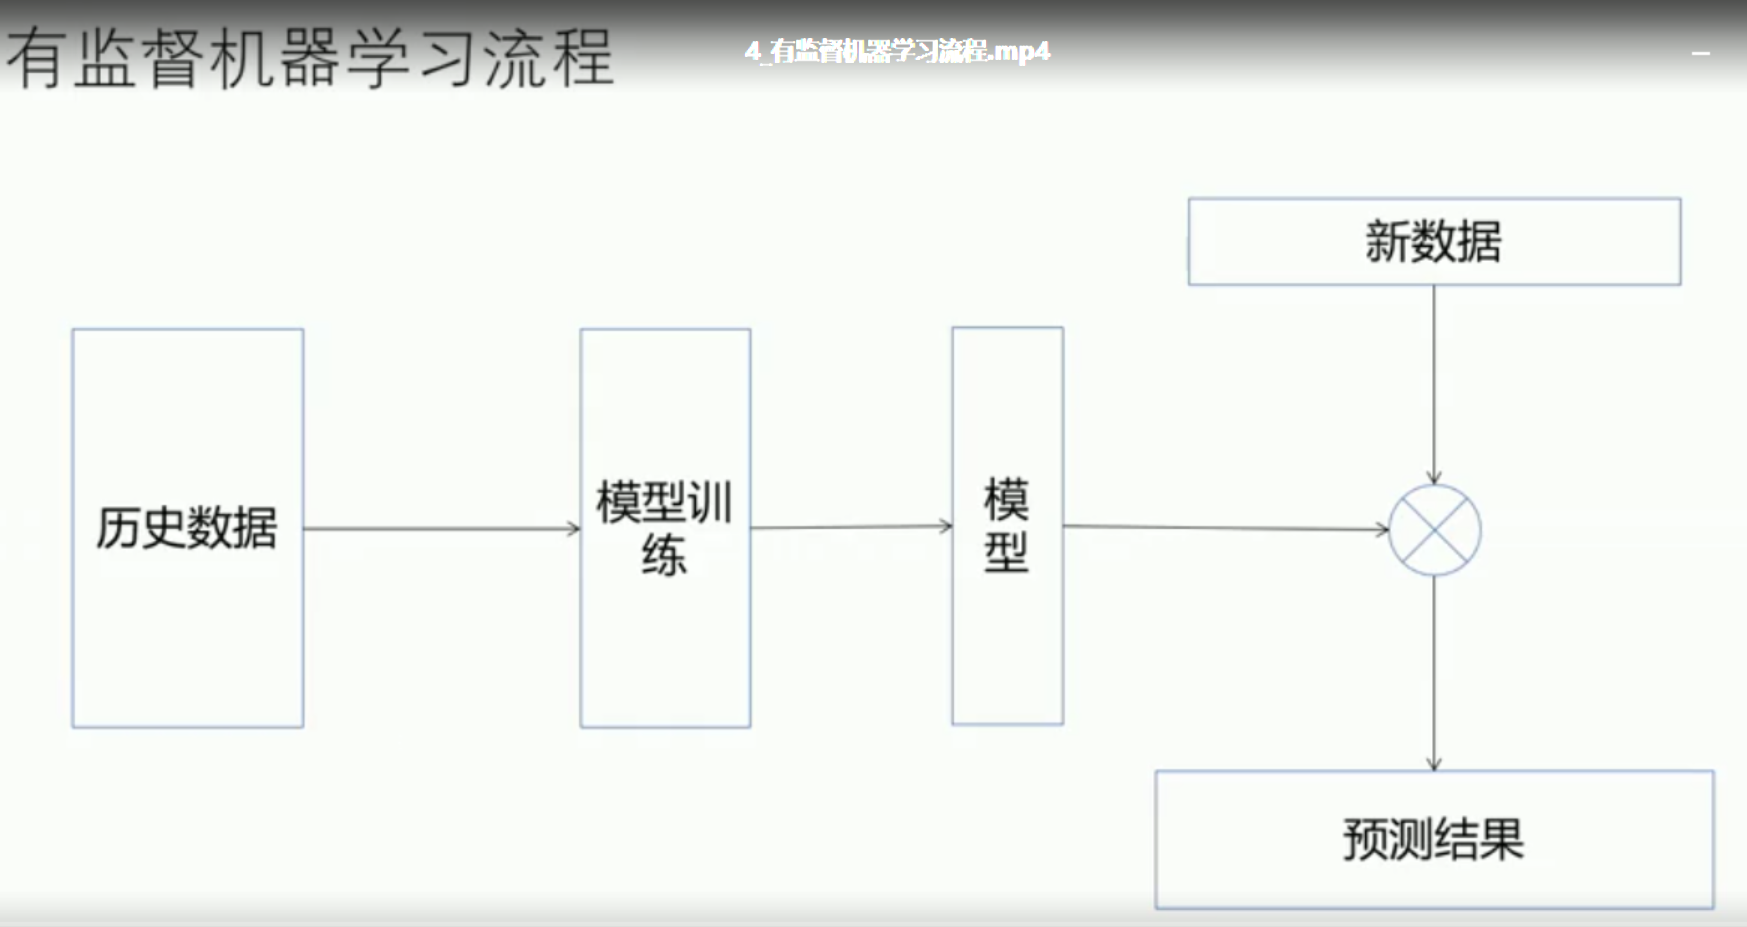 有监督机器学习流程
4_有监督机器学习流程.mp4
新数据
历史数据
模型训
练
模
型
预测结果